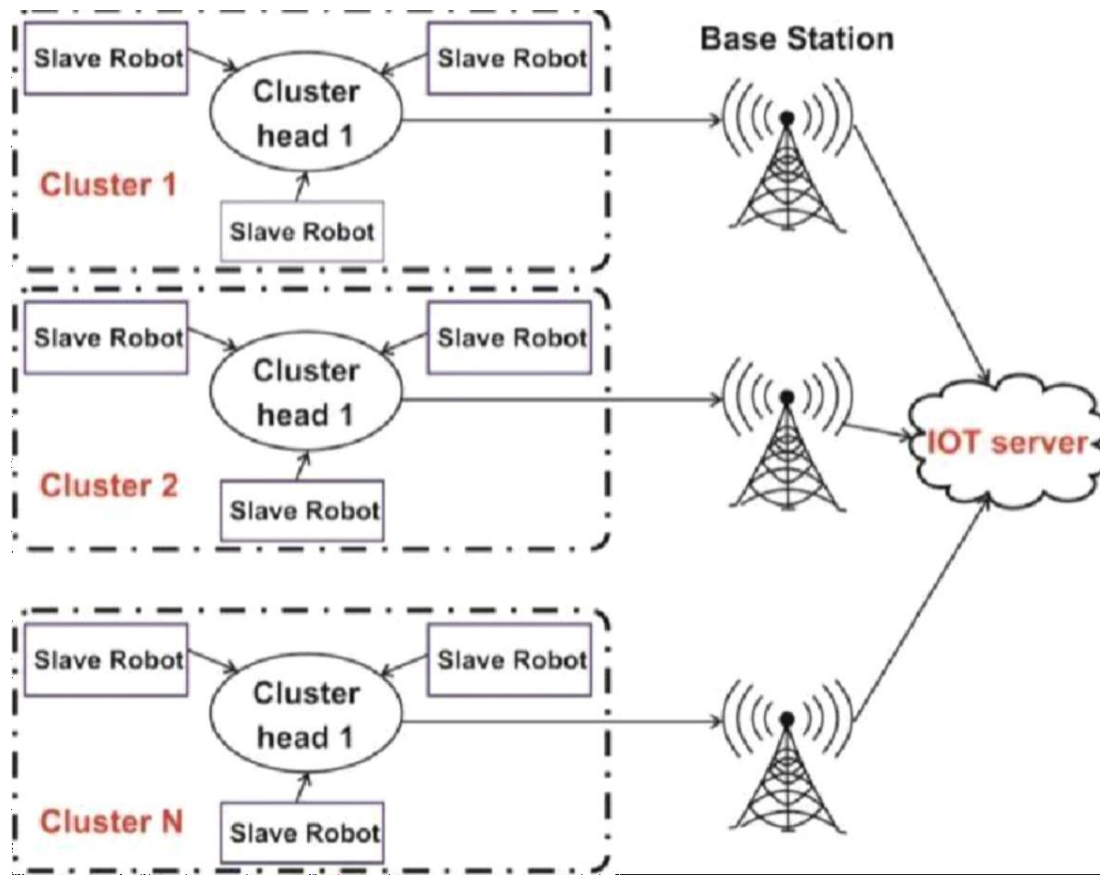 Slave Robot
Slave Robot
Base Station
Cluster
head 1
Cluster 1
Slave Robot
Slave Robot
Slave Robot
Cluster
head 1
IOT server
Cluster 2
Slave Robot
Slave Robot
Slave Robot
Cluster
head 1
Cluster N
Slave Robot